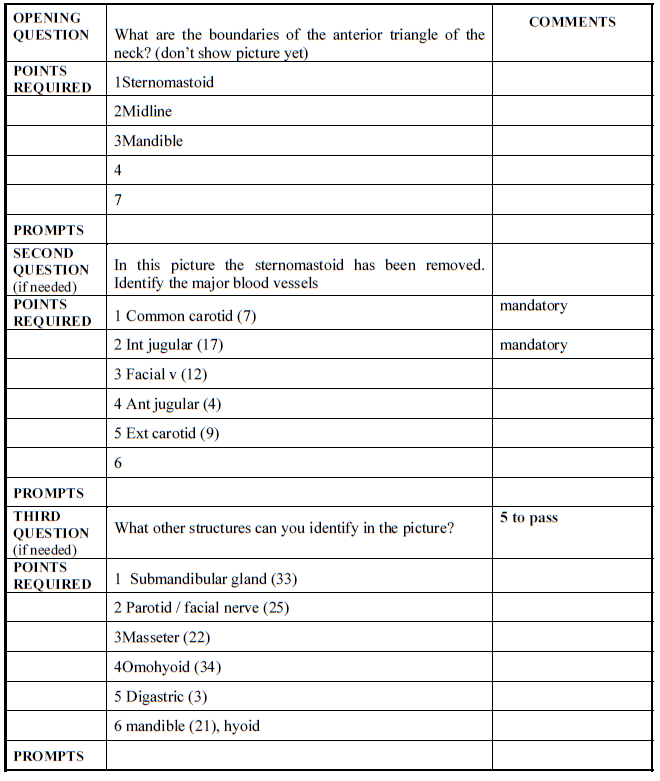 OPENING
QUESTION
What are the boundaries of the anterior triangle of the
neck? (don't show picture yet)
COMMENTS
POINTS
REQUIRED
1Sternomastoid
2Midline
3Mandible
4
7
PROMPTS
SECOND
QUESTION
(if needed)
In this picture the sternomastoid has been removed.
Identify the major blood vessels
POINTS
REQUIRED
1 Common carotid (7)
mandatory
2 Int jugular (17)
mandatory
3 Facial v (12)
4 Ant jugular (4)
5 Ext carotid (9)
6
PROMPTS
THIRD
QUESTION
(if needed)
What other structures can you identify in the picture?
5 to pass
POINTS
REQUIRED
1 Submandibular gland (33)
2 Parotid / facial nerve (25)
3Masseter (22)
4Omohyoid (34)
5 Digastric (3)
6 mandible (21), hyoid
PROMPTS